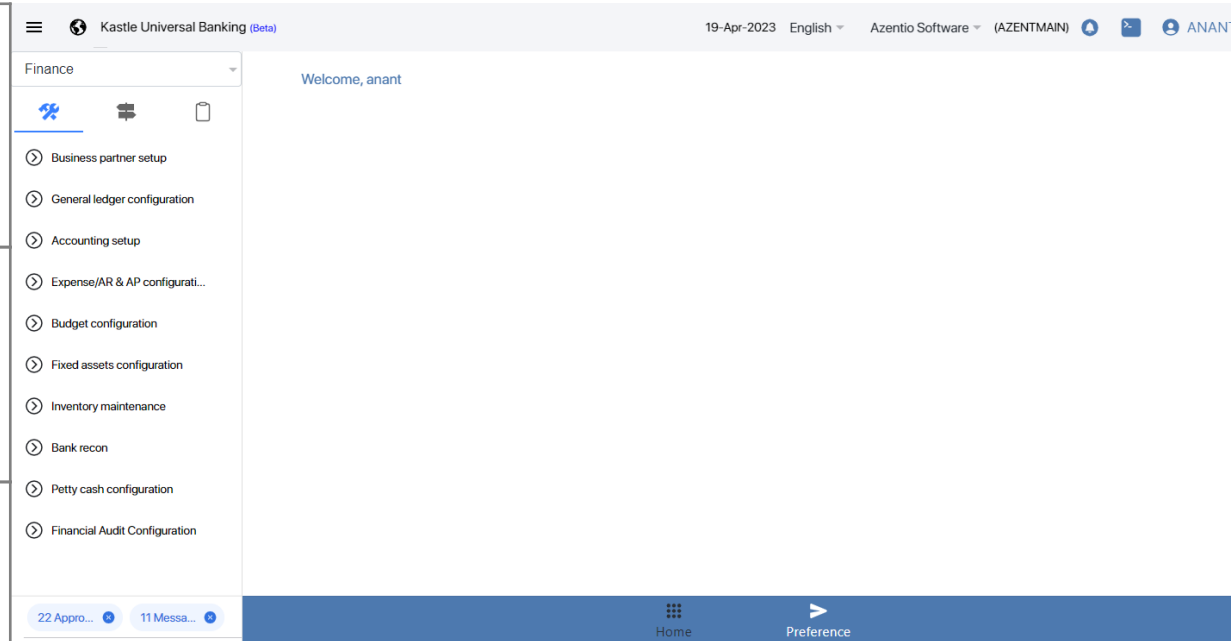 Kastle Universal Banking (Beta)
19-Apr-2023 English Azentio Software (AZENTMAIN) ANANT
Finance
Welcome, anant
Business partner setup
General ledger configuration
Accounting setup
Expense/AR & AP configurati...
Budget configuration
Fixed assets configuration
Inventory maintenance
Bank recon
Petty cash configuration
Financial Audit Configuration
22 Appro... 11 Messa...
Home Preference